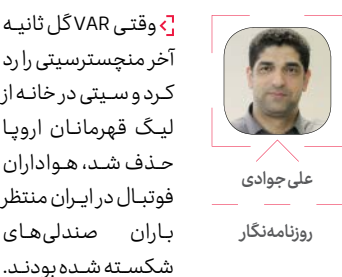 وقتی VAR گل ثانیه
آخر منچسترسیتی را رد
کرد و سیتی در خانه از
لیگ قهرمانان اروپا
حذف شد، هواداران
فوتبال در ایران منتظر
باران صندلی‌های
شکسته شده بودند.
علی جوادی
روزنامه‌نگار